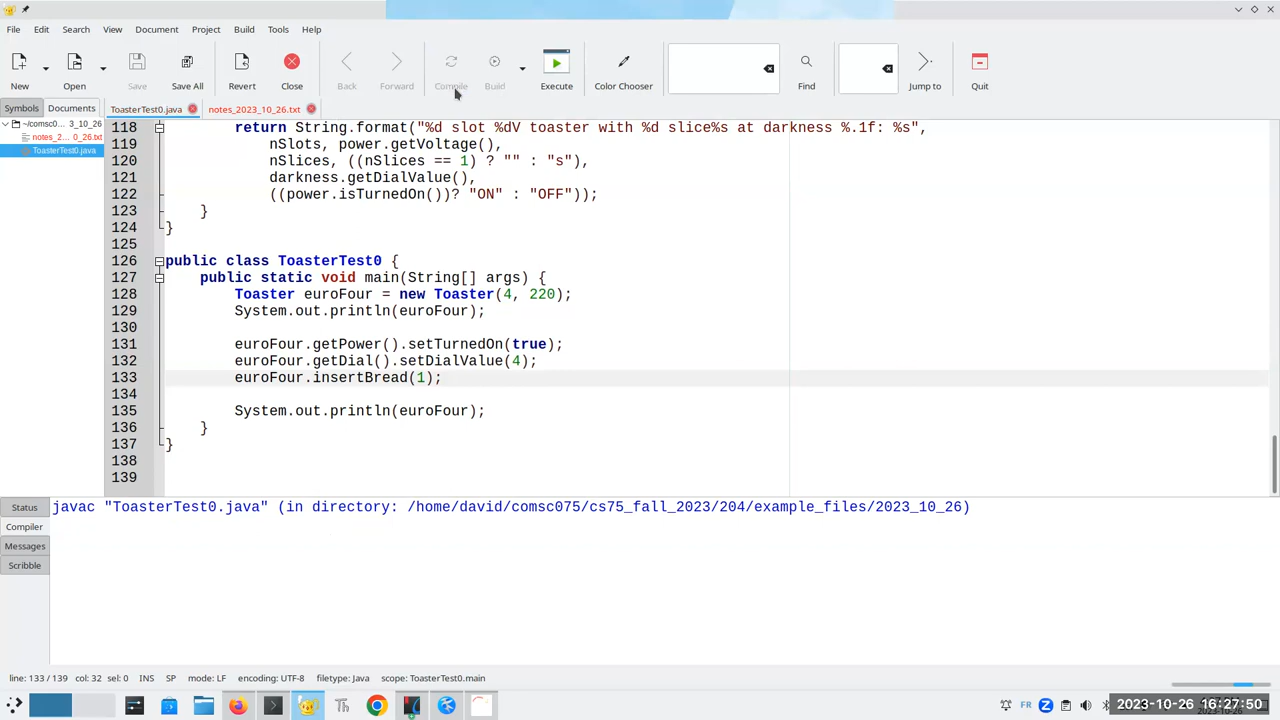 File Edit Search View Document Project Build Tools Help
New Open Save Save All Revert Close Back Forward Compile Build Execute Color Chooser Find Jump to Quit
Symbols Documents ToasterTest0.java notes_2023_10_26.txt
~/comsc0... 3_10_26
notes_2... 0_26.txt
ToasterTest0.java
118 return String.format("%d slot %dV toaster with %d slice%s at darkness %.1f: %s",
119 nSlots, power.getVoltage(),
120 nSlices, ((nSlices == 1) ? "" : "s"),
121 darkness.getDialValue(),
122 ((power.isTurnedOn())? "ON" : "OFF"));
123 }
124 }
125
126 public class ToasterTest0 {
127 public static void main(String[] args) {
128 Toaster euroFour = new Toaster(4, 220);
129 System.out.println(euroFour);
130
131 euroFour.getPower().setTurnedOn(true);
132 euroFour.getDial().setDialValue(4);
133 euroFour.insertBread(1);
134
135 System.out.println(euroFour);
136 }
137 }
138
139
Status
Compiler
Messages
Scribble
javac "ToasterTest0.java" (in directory: /home/david/comsc075/cs75_fall_2023/204/example_files/2023_10_26)
line: 133 / 139 col: 32 sel: 0 INS SP mode: LF encoding: UTF-8 filetype: Java scope: ToasterTest0.main
FR 2023-10-26 16:27:50